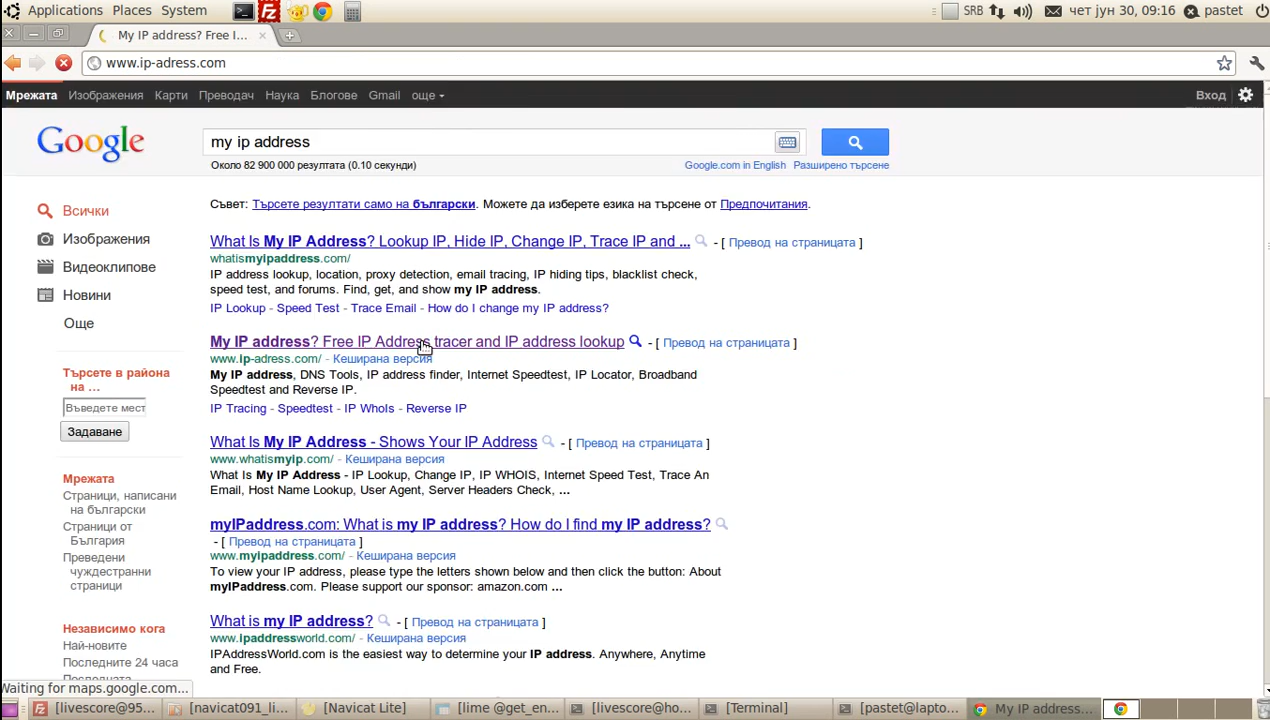 Applications Places System SRB чет јун 30, 09:16 pastet
My IP address? Free I...
www.ip-adress.com
Мрежата Изображения Карти Преводач Наука Блогове Gmail още Вход
Google my ip address
Около 82 900 000 резултата (0.10 секунди) Google.com in English Разширено търсене
Съвет: Търсете резултати само на български. Можете да изберете езика на търсене от Предпочитания.
Всички
Изображения
Видеоклипове
Новини
Още
Търсете в района
на ...
Въведете мест
Задаване
Мрежата
Страници, написани
на български
Страници от
България
Преведени
чуждестранни
страници
Независимо кога
Най-новите
Последните 24 часа
What Is My IP Address? Lookup IP, Hide IP, Change IP, Trace IP and ... - [ Превод на страницата ]
whatismyipaddress.com/
IP address lookup, location, proxy detection, email tracing, IP hiding tips, blacklist check,
speed test, and forums. Find, get, and show my IP address.
IP Lookup - Speed Test - Trace Email - How do I change my IP address?
My IP address? Free IP Address tracer and IP address lookup - [ Превод на страницата ]
www.ip-adress.com/ - Кеширана версия
My IP address, DNS Tools, IP address finder, Internet Speedtest, IP Locator, Broadband
Speedtest and Reverse IP.
IP Tracing - Speedtest - IP WhoIs - Reverse IP
What Is My IP Address - Shows Your IP Address - [ Превод на страницата ]
www.whatismyip.com/ - Кеширана версия
What Is My IP Address - IP Lookup, Change IP, IP WHOIS, Internet Speed Test, Trace An
Email, Host Name Lookup, User Agent, Server Headers Check, ...
myIPaddress.com: What is my IP address? How do I find my IP address?
- [ Превод на страницата ]
www.myipaddress.com/ - Кеширана версия
To view your IP address, please type the letters shown below and then click the button: About
myIPaddress.com. Please support our sponsor: amazon.com ...
What is my IP address? - [ Превод на страницата ]
www.ipaddressworld.com/ - Кеширана версия
IPAddressWorld.com is the easiest way to determine your IP address. Anywhere, Anytime
and Free.
Waiting for maps.google.com...
[livescore@95... [navicat091_li... [Navicat Lite] [lime @get_en... [livescore@ho... [Terminal] [pastet@lapto... My IP address....